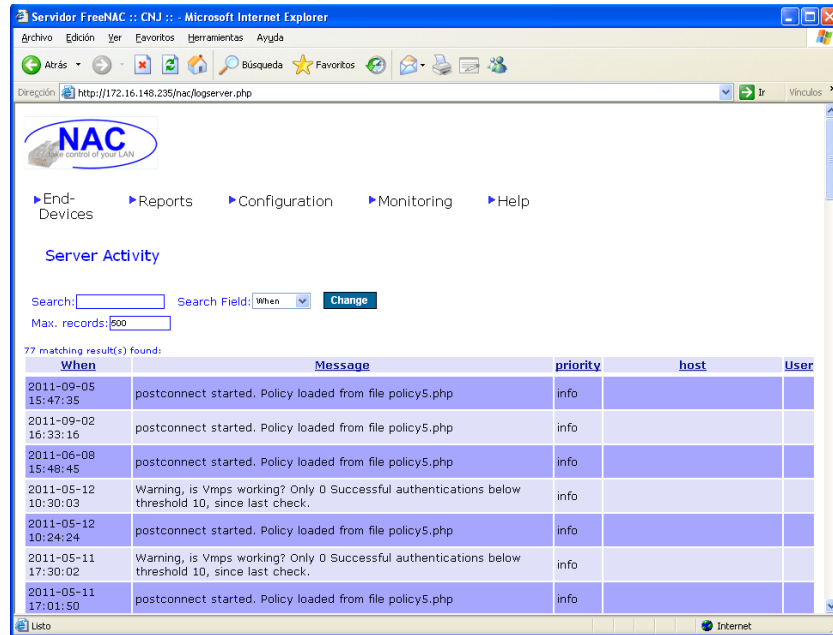 Servidor FreeNAC :: CNJ :: - Microsoft Internet Explorer
Archivo Edición Ver Favoritos Herramientas Ayuda
Atrás Búsqueda Favoritos
Dirección http://172.16.148.235/nac/logserver.php Ir Vínculos
NAC
take control of your LAN
End-
Devices
Reports Configuration Monitoring Help
Server Activity
Search: Search Field: When Change
Max. records: 500
77 matching result(s) found:
When Message priority host User
2011-09-05
15:47:35
postconnect started. Policy loaded from file policy5.php info
2011-09-02
16:33:16
postconnect started. Policy loaded from file policy5.php info
2011-06-08
15:48:45
postconnect started. Policy loaded from file policy5.php info
2011-05-12
10:30:03
Warning, is Vmps working? Only 0 Successful authentications below
threshold 10, since last check.
info
2011-05-12
10:24:24
postconnect started. Policy loaded from file policy5.php info
2011-05-11
17:30:02
Warning, is Vmps working? Only 0 Successful authentications below
threshold 10, since last check.
info
2011-05-11
17:01:50
postconnect started. Policy loaded from file policy5.php info
Listo Internet